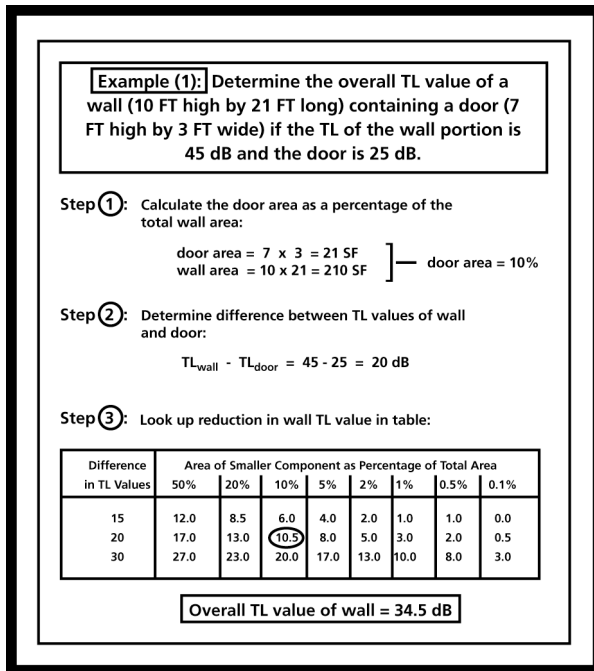 Example (1): Determine the overall TL value of a
wall (10 FT high by 21 FT long) containing a door (7
FT high by 3 FT wide) if the TL of the wall portion is
45 dB and the door is 25 dB.
Step 1: Calculate the door area as a percentage of the
total wall area:
door area = 7 x 3 = 21 SF
wall area = 10 x 21 = 210 SF
door area = 10%
Step 2: Determine difference between TL values of wall
and door:
TLwall - TLdoor = 45 - 25 = 20 dB
Step 3: Look up reduction in wall TL value in table:
Difference Area of Smaller Component as Percentage of Total Area
in TL Values 50% 20% 10% 5% 2% 1% 0.5% 0.1%
15 12.0 8.5 6.0 4.0 2.0 1.0 1.0 0.0
20 17.0 13.0 10.5 8.0 5.0 3.0 2.0 0.5
30 27.0 23.0 20.0 17.0 13.0 10.0 8.0 3.0
Overall TL value of wall = 34.5 dB